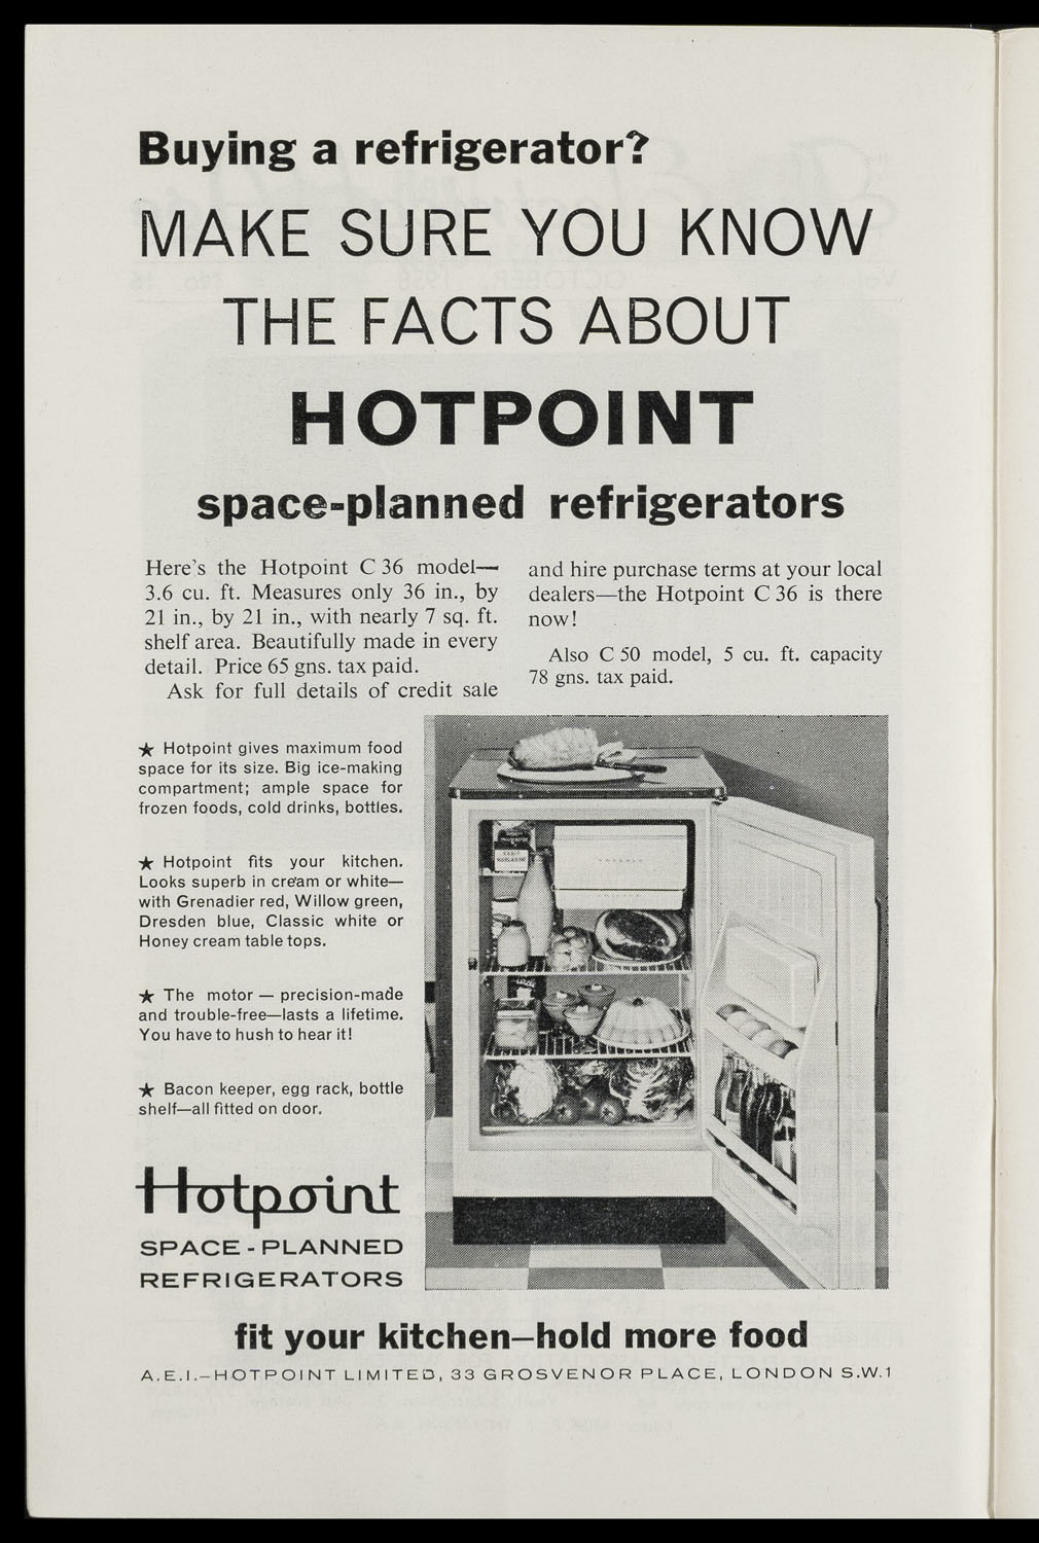 Buying a refrigerator?
MAKE SURE YOU KNOW
THE FACTS ABOUT
HOTPOINT
space-planned refrigerators
Here's the Hotpoint C 36 model—
3.6 cu. ft. Measures only 36 in., by
21 in., by 21 in., with nearly 7 sq. ft.
shelf area. Beautifully made in every
detail. Price 65 gns. tax paid.
Ask for full details of credit sale
and hire purchase terms at your local
dealers—the Hotpoint C 36 is there
now!
Also C 50 model, 5 cu. ft. capacity
78 gns. tax paid.
★ Hotpoint gives maximum food
space for its size. Big ice-making
compartment; ample space for
frozen foods, cold drinks, bottles.
★ Hotpoint fits your kitchen.
Looks superb in cream or white—
with Grenadier red, Willow green,
Dresden blue, Classic white or
Honey cream table tops.
★ The motor — precision-made
and trouble-free—lasts a lifetime.
You have to hush to hear it!
★ Bacon keeper, egg rack, bottle
shelf—all fitted on door.
Hotpoint
SPACE-PLANNED
REFRIGERATORS
fit your kitchen—hold more food
A.E.I.—HOTPOINT LIMITED, 33 GROSVENOR PLACE, LONDON S.W.1